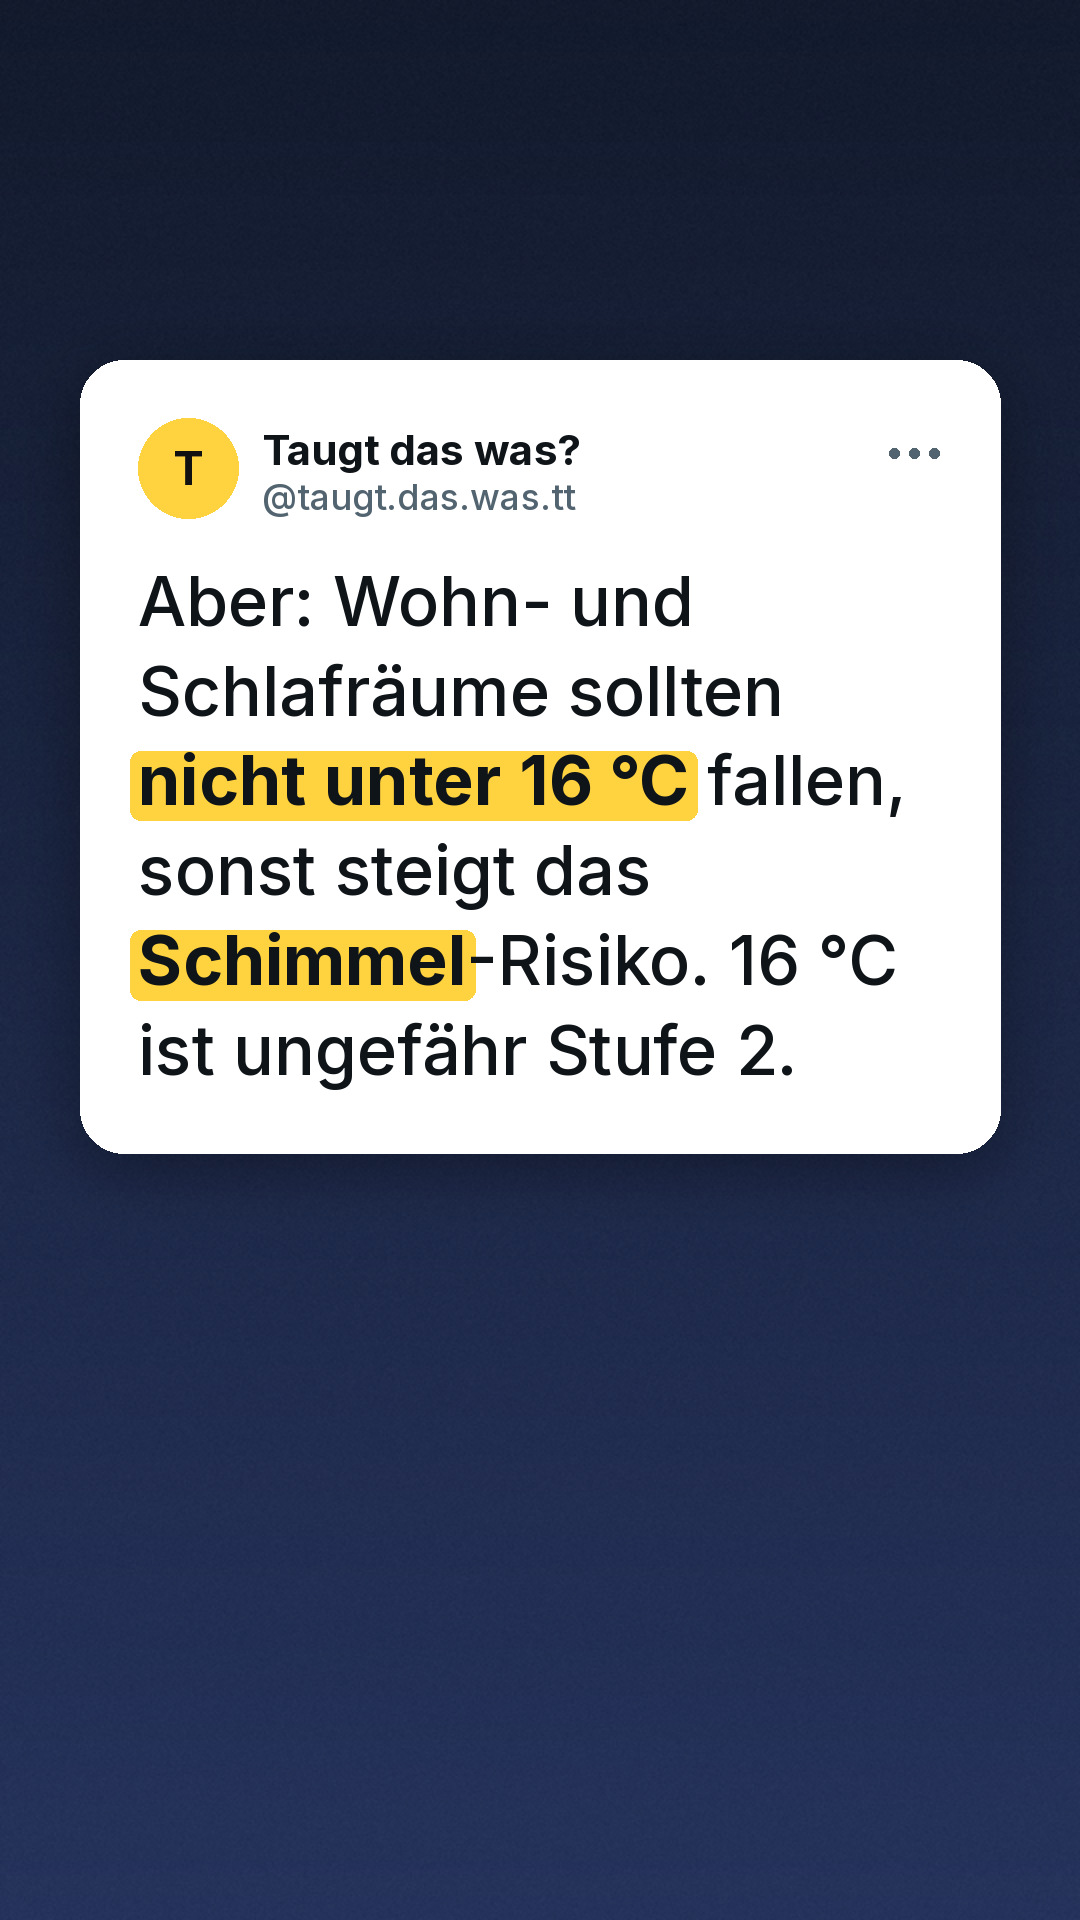 T
Taugt das was?
@taugt.das.was.tt
Aber: Wohn- und
Schlafräume sollten
nicht unter 16 °C fallen,
sonst steigt das
Schimmel-Risiko. 16 °C
ist ungefähr Stufe 2.